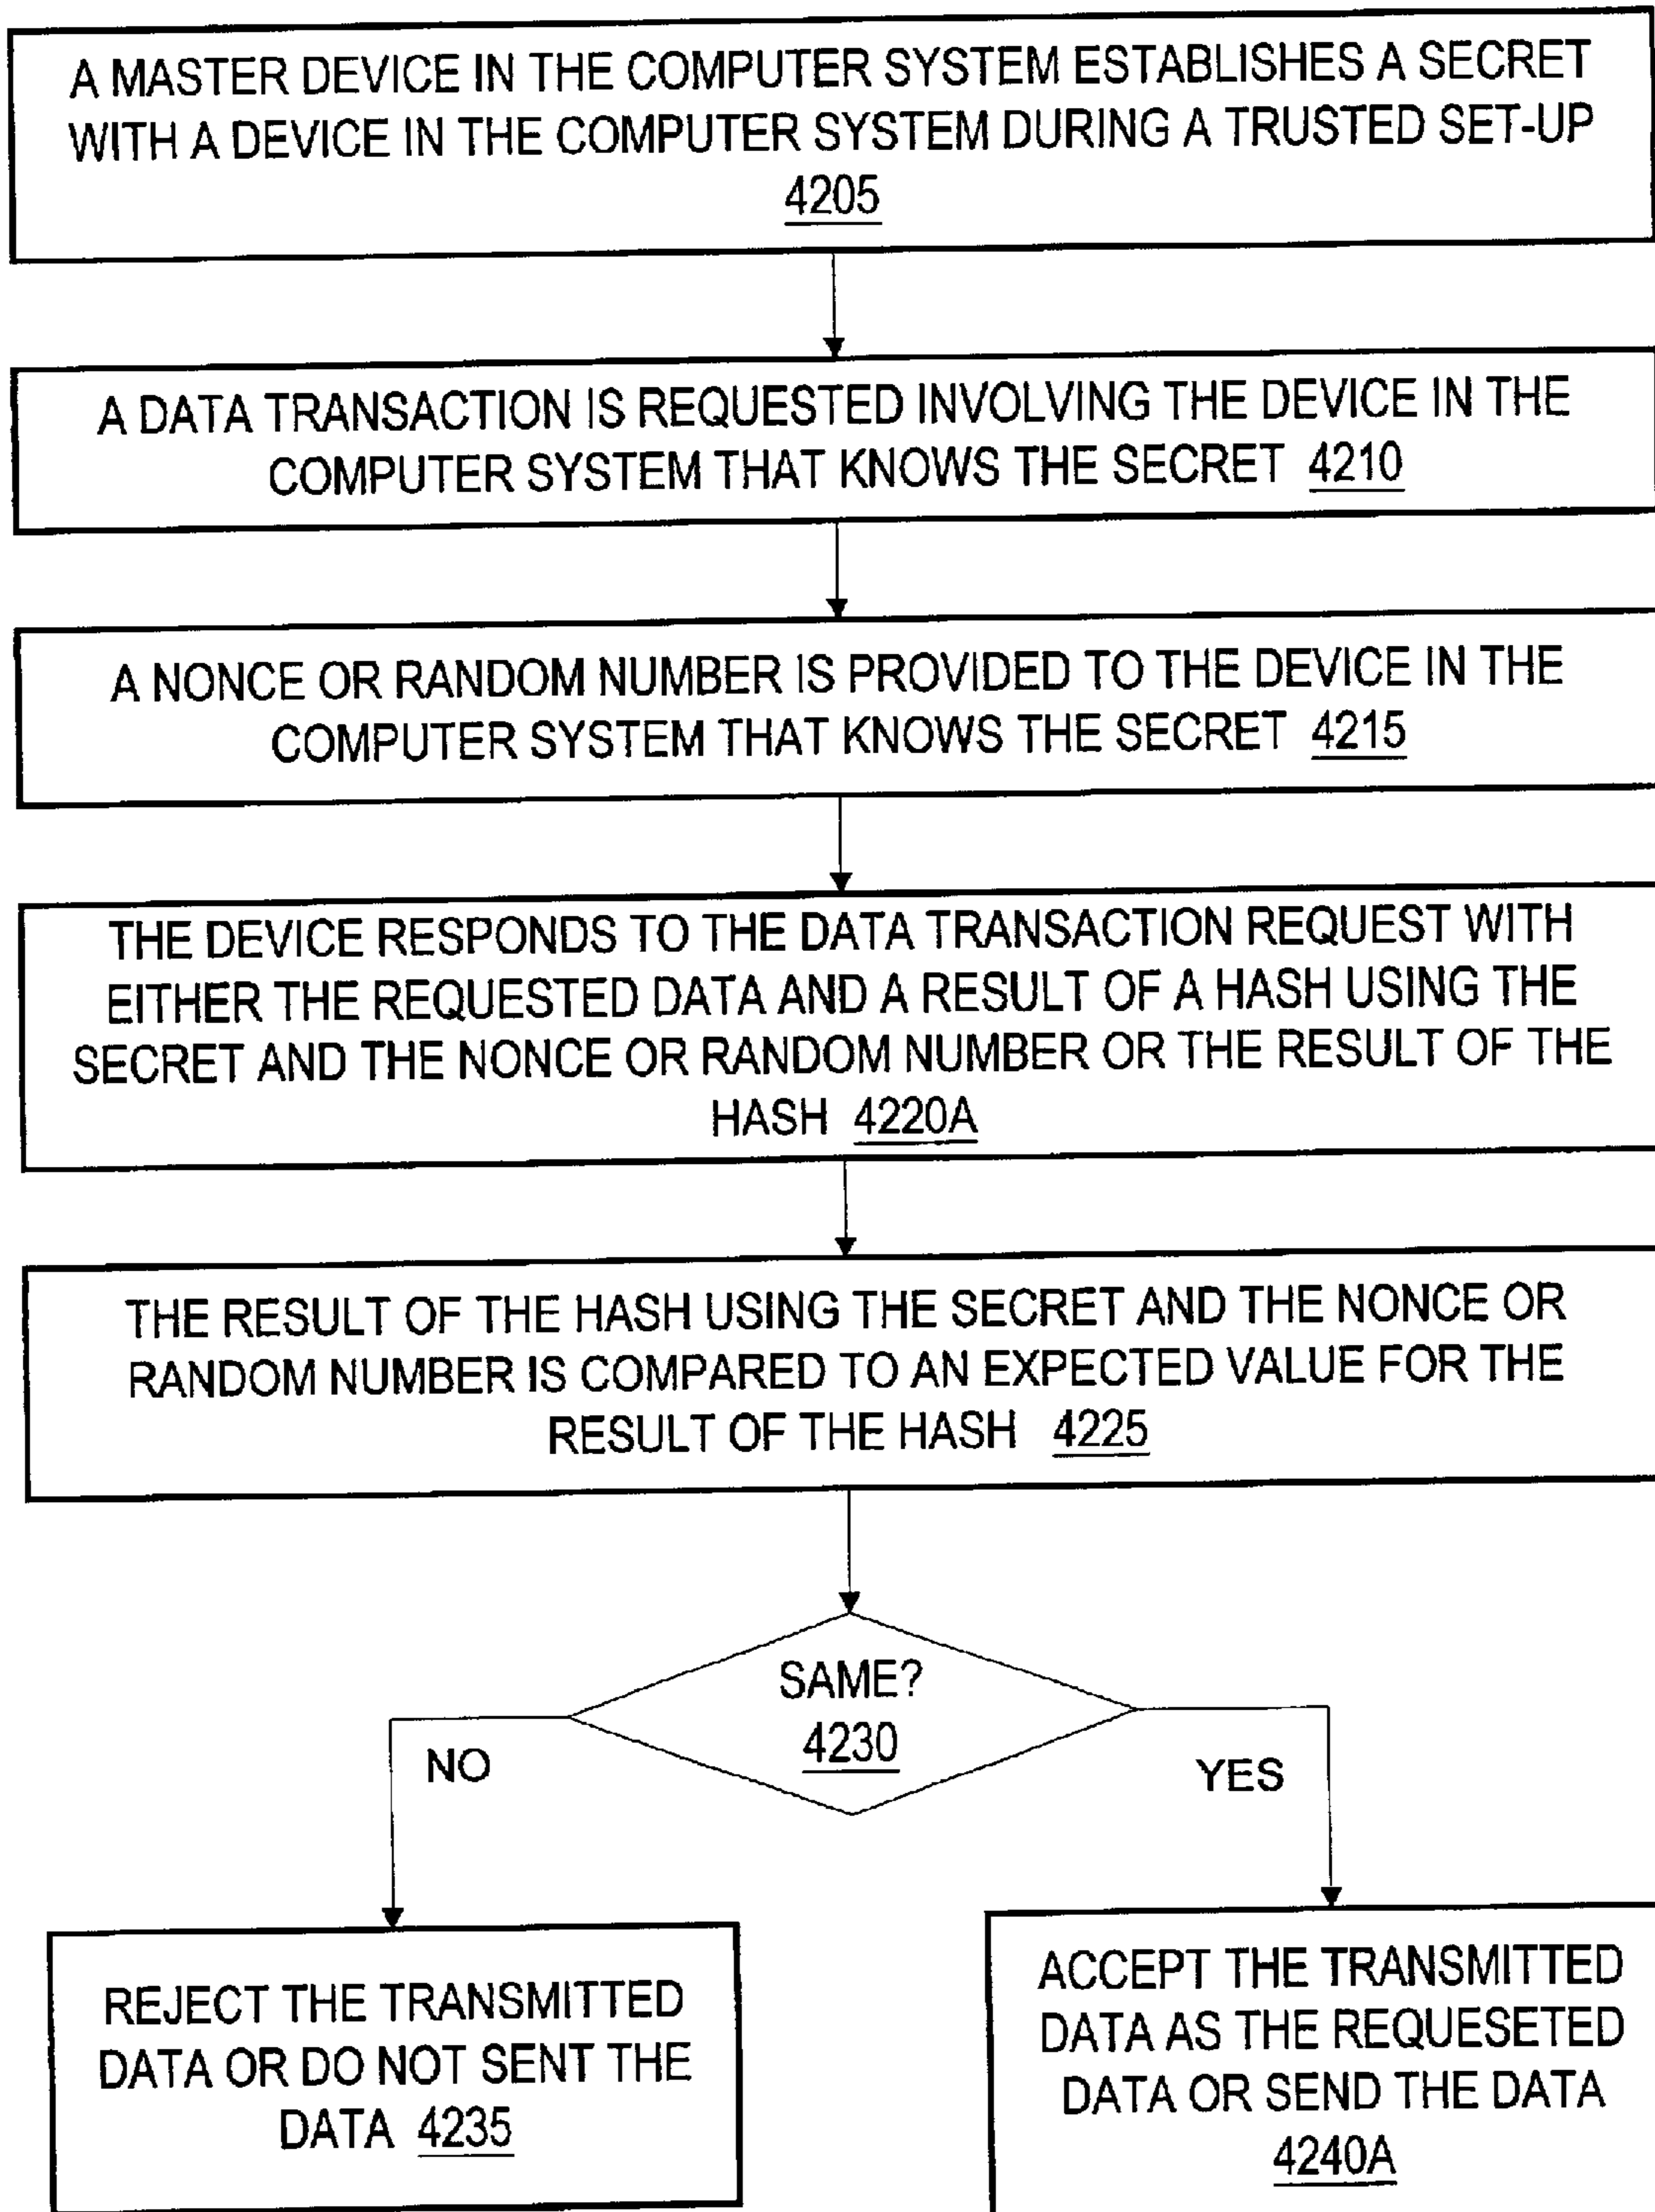 A MASTER DEVICE IN THE COMPUTER SYSTEM ESTABLISHES A SECRET
WITH A DEVICE IN THE COMPUTER SYSTEM DURING A TRUSTED SET-UP
4205
A DATA TRANSACTION IS REQUESTED INVOLVING THE DEVICE IN THE
COMPUTER SYSTEM THAT KNOWS THE SECRET 4210
A NONCE OR RANDOM NUMBER IS PROVIDED TO THE DEVICE IN THE
COMPUTER SYSTEM THAT KNOWS THE SECRET 4215
THE DEVICE RESPONDS TO THE DATA TRANSACTION REQUEST WITH
EITHER THE REQUESTED DATA AND A RESULT OF A HASH USING THE
SECRET AND THE NONCE OR RANDOM NUMBER OR THE RESULT OF THE
HASH 4220A
THE RESULT OF THE HASH USING THE SECRET AND THE NONCE OR
RANDOM NUMBER IS COMPARED TO AN EXPECTED VALUE FOR THE
RESULT OF THE HASH 4225
SAME?
4230
NO
YES
REJECT THE TRANSMITTED
DATA OR DO NOT SENT THE
DATA 4235
ACCEPT THE TRANSMITTED
DATA AS THE REQUESETED
DATA OR SEND THE DATA
4240A